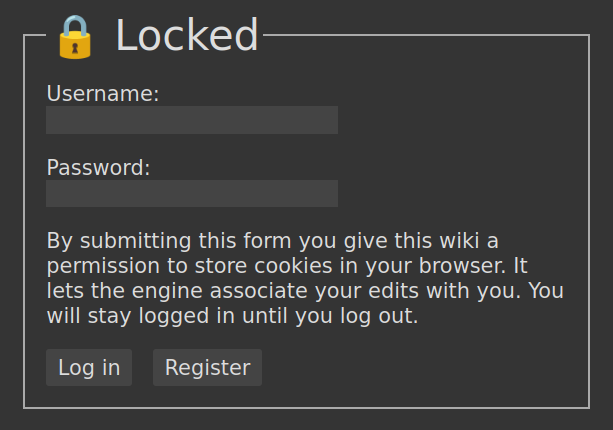 🔒 Locked
Username:
Password:
By submitting this form you give this wiki a
permission to store cookies in your browser. It
lets the engine associate your edits with you. You
will stay logged in until you log out.
Log in Register